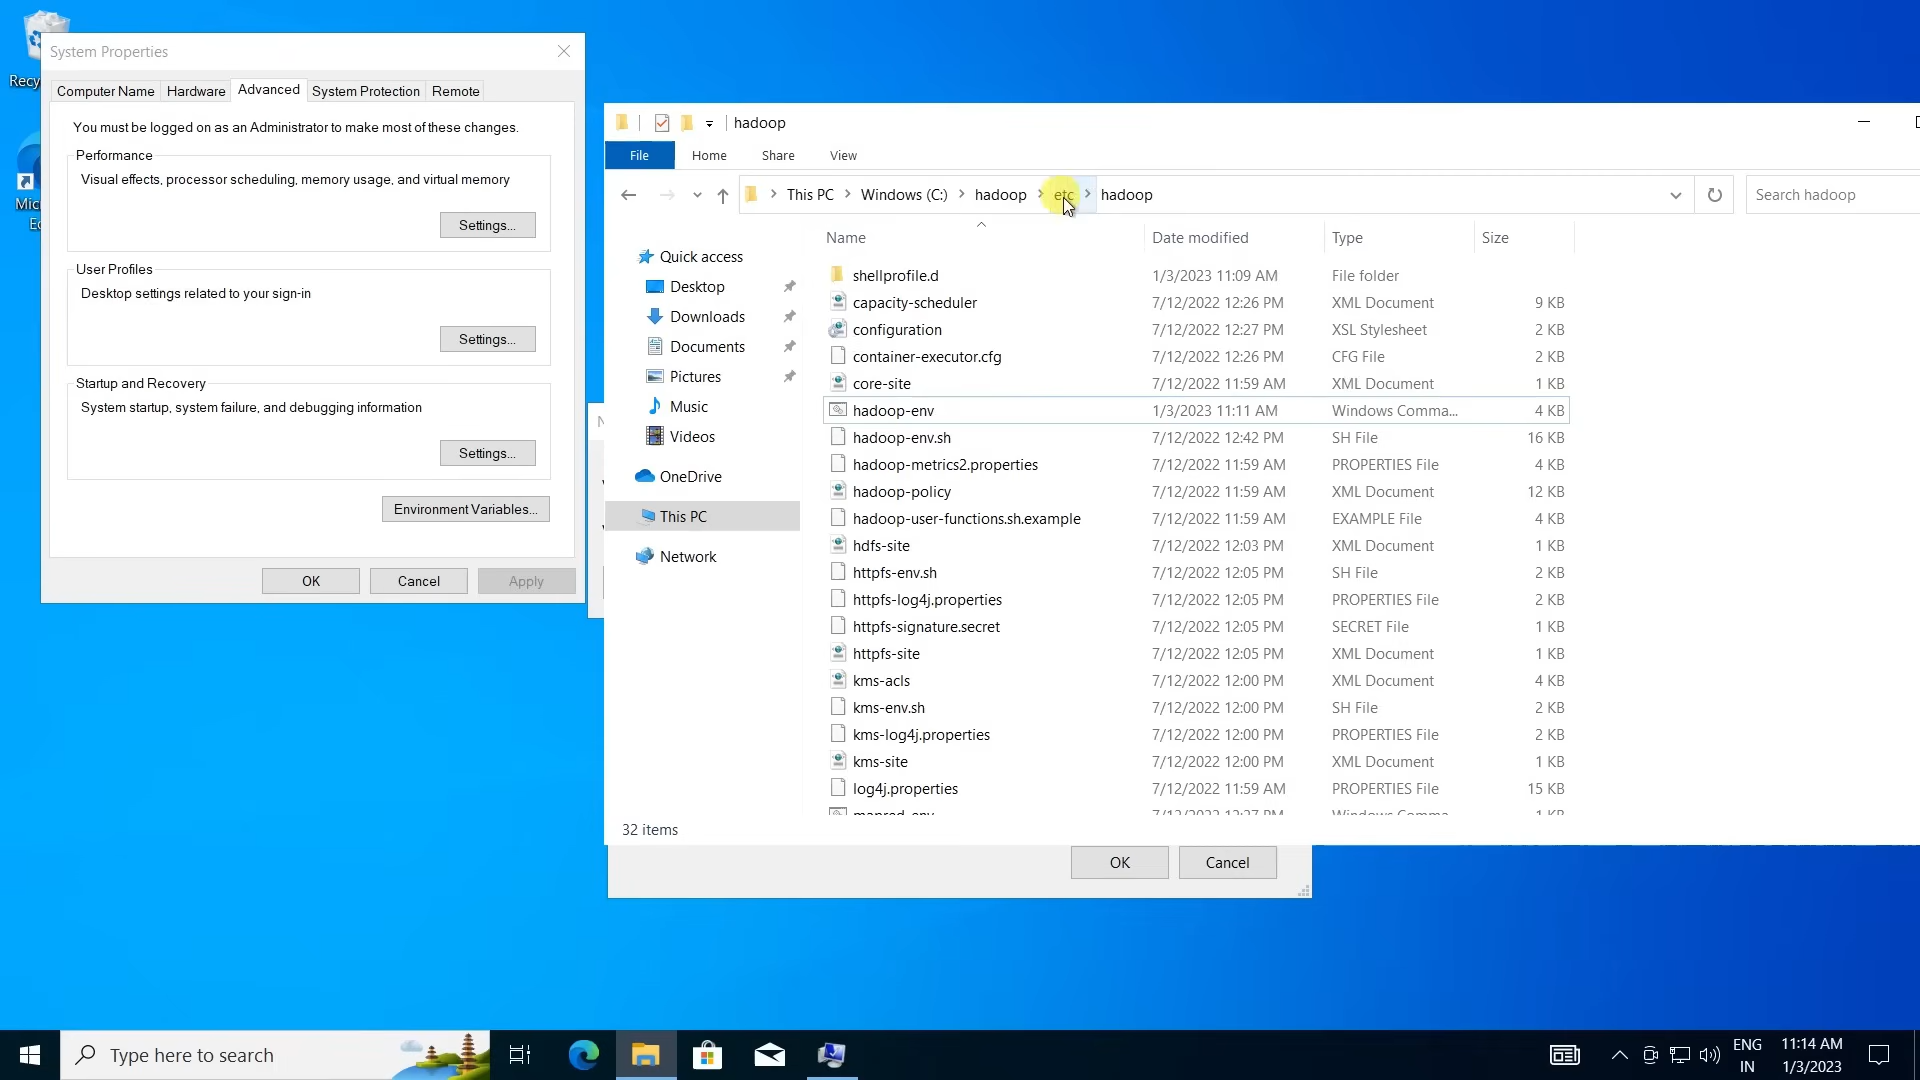 Recy
Mic
Ec
System Properties
Computer Name Hardware Advanced System Protection Remote
You must be logged on as an Administrator to make most of these changes.
Performance
Visual effects, processor scheduling, memory usage, and virtual memory
Settings...
User Profiles
Desktop settings related to your sign-in
Settings...
Startup and Recovery
System startup, system failure, and debugging information
Settings...
Environment Variables...
OK Cancel Apply
hadoop
File Home Share View
This PC Windows (C:) hadoop etc hadoop
Search hadoop
Quick access
Desktop
Downloads
Documents
Pictures
Music
Videos
OneDrive
This PC
Network
Name Date modified Type Size
shellprofile.d 1/3/2023 11:09 AM File folder
capacity-scheduler 7/12/2022 12:26 PM XML Document 9 KB
configuration 7/12/2022 12:27 PM XSL Stylesheet 2 KB
container-executor.cfg 7/12/2022 12:26 PM CFG File 2 KB
core-site 7/12/2022 11:59 AM XML Document 1 KB
hadoop-env 1/3/2023 11:11 AM Windows Comma... 4 KB
hadoop-env.sh 7/12/2022 12:42 PM SH File 16 KB
hadoop-metrics2.properties 7/12/2022 11:59 AM PROPERTIES File 4 KB
hadoop-policy 7/12/2022 11:59 AM XML Document 12 KB
hadoop-user-functions.sh.example 7/12/2022 11:59 AM EXAMPLE File 4 KB
hdfs-site 7/12/2022 12:03 PM XML Document 1 KB
httpfs-env.sh 7/12/2022 12:05 PM SH File 2 KB
httpfs-log4j.properties 7/12/2022 12:05 PM PROPERTIES File 2 KB
httpfs-signature.secret 7/12/2022 12:05 PM SECRET File 1 KB
httpfs-site 7/12/2022 12:05 PM XML Document 1 KB
kms-acls 7/12/2022 12:00 PM XML Document 4 KB
kms-env.sh 7/12/2022 12:00 PM SH File 2 KB
kms-log4j.properties 7/12/2022 12:00 PM PROPERTIES File 2 KB
kms-site 7/12/2022 12:00 PM XML Document 1 KB
log4j.properties 7/12/2022 11:59 AM PROPERTIES File 15 KB
mapred-env 7/12/2022 12:27 PM Windows Comma... 1 KB
32 items
OK Cancel
Type here to search
ENG
IN
11:14 AM
1/3/2023